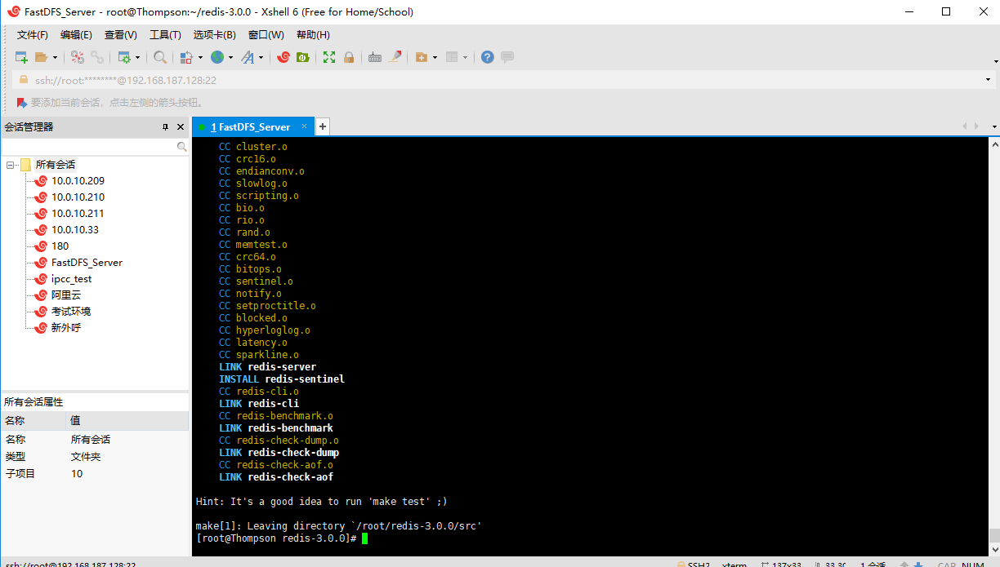 FastDFS_Server - root@Thompson:~/redis-3.0.0 - Xshell 6 (Free for Home/School)
文件(F) 编辑(E) 查看(V) 工具(T) 选项卡(B) 窗口(W) 帮助(H)
ssh://root:********@192.168.187.128:22
要添加当前会话，点击左侧的箭头按钮。
会话管理器
1 FastDFS_Server
所有会话
10.0.10.209
10.0.10.210
10.0.10.211
10.0.10.33
180
FastDFS_Server
ipcc_test
阿里云
考试环境
新外呼
所有会话属性
名称 值
名称 所有会话
类型 文件夹
子项目 10
CC cluster.o
CC crc16.o
CC endianconv.o
CC slowlog.o
CC scripting.o
CC bio.o
CC rio.o
CC rand.o
CC memtest.o
CC crc64.o
CC bitops.o
CC sentinel.o
CC notify.o
CC setproctitle.o
CC blocked.o
CC hyperloglog.o
CC latency.o
CC sparkline.o
LINK redis-server
INSTALL redis-sentinel
CC redis-cli.o
LINK redis-cli
CC redis-benchmark.o
LINK redis-benchmark
CC redis-check-dump.o
LINK redis-check-dump
CC redis-check-aof.o
LINK redis-check-aof
Hint: It's a good idea to run 'make test' ;)
make[1]: Leaving directory `/root/redis-3.0.0/src'
[root@Thompson redis-3.0.0]#
ssh://root@192.168.187.128:22 SSH2 xterm 137x33 33,30 1 会话 CAP NUM